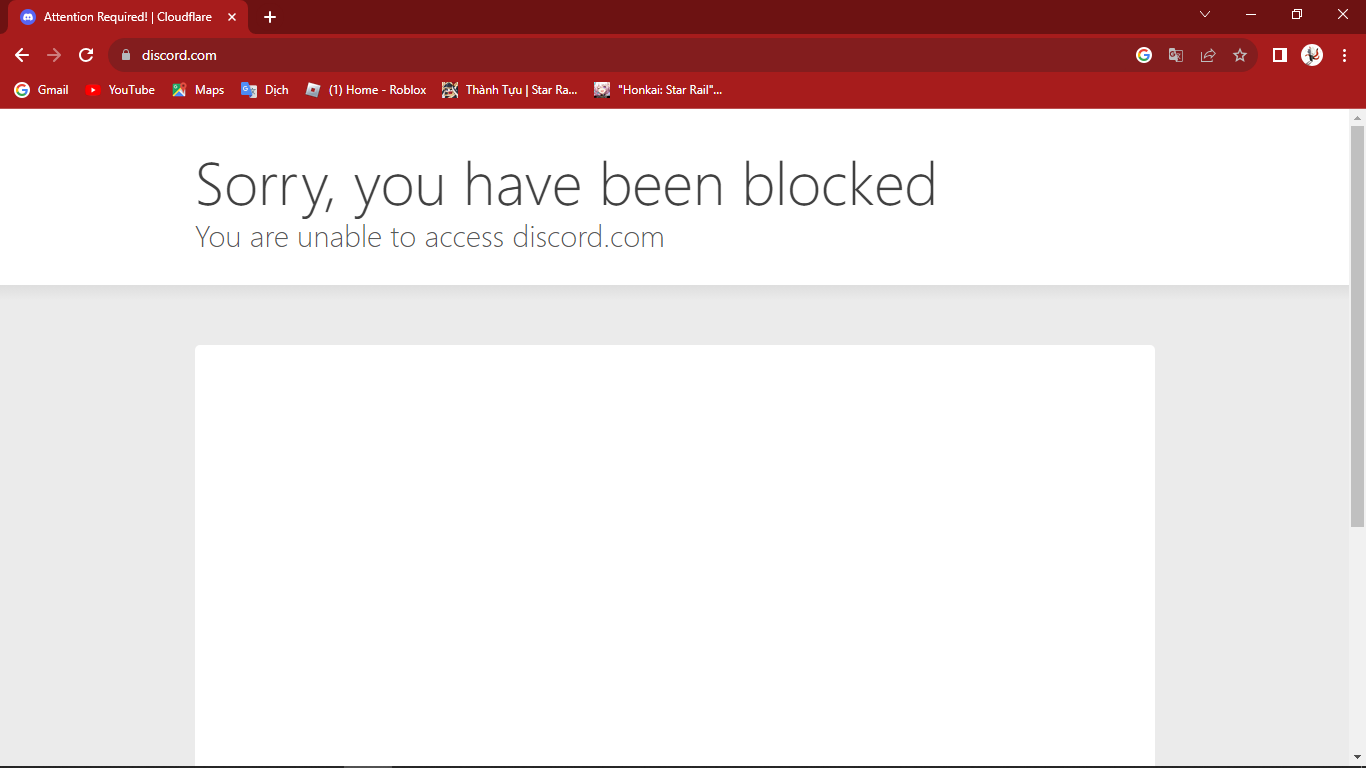 Attention Required! | Cloudflare
discord.com
Gmail
YouTube
Maps
Dịch
(1) Home - Roblox
Thành Tựu | Star Ra...
"Honkai: Star Rail"...
Sorry, you have been blocked
You are unable to access discord.com